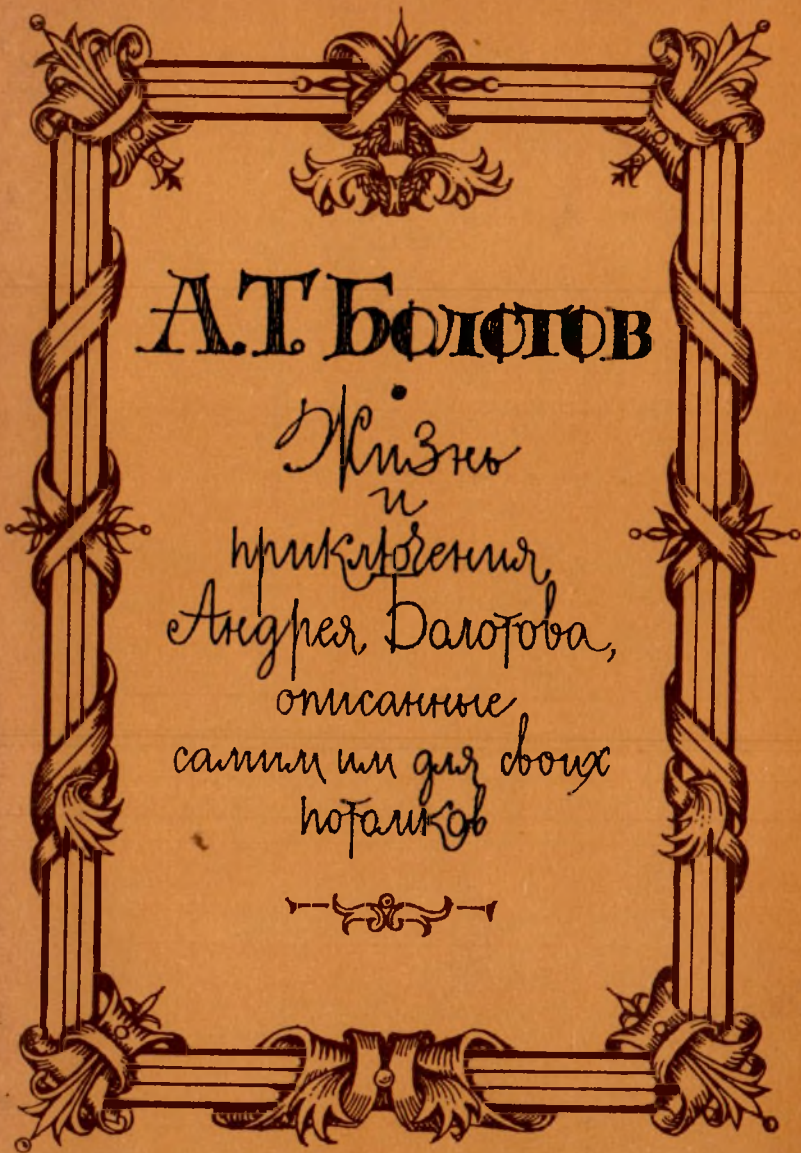 А.Т. Болотов
Жизнь
и
приключения
Андрея Болотова,
описанные
самим им для своих
потомков